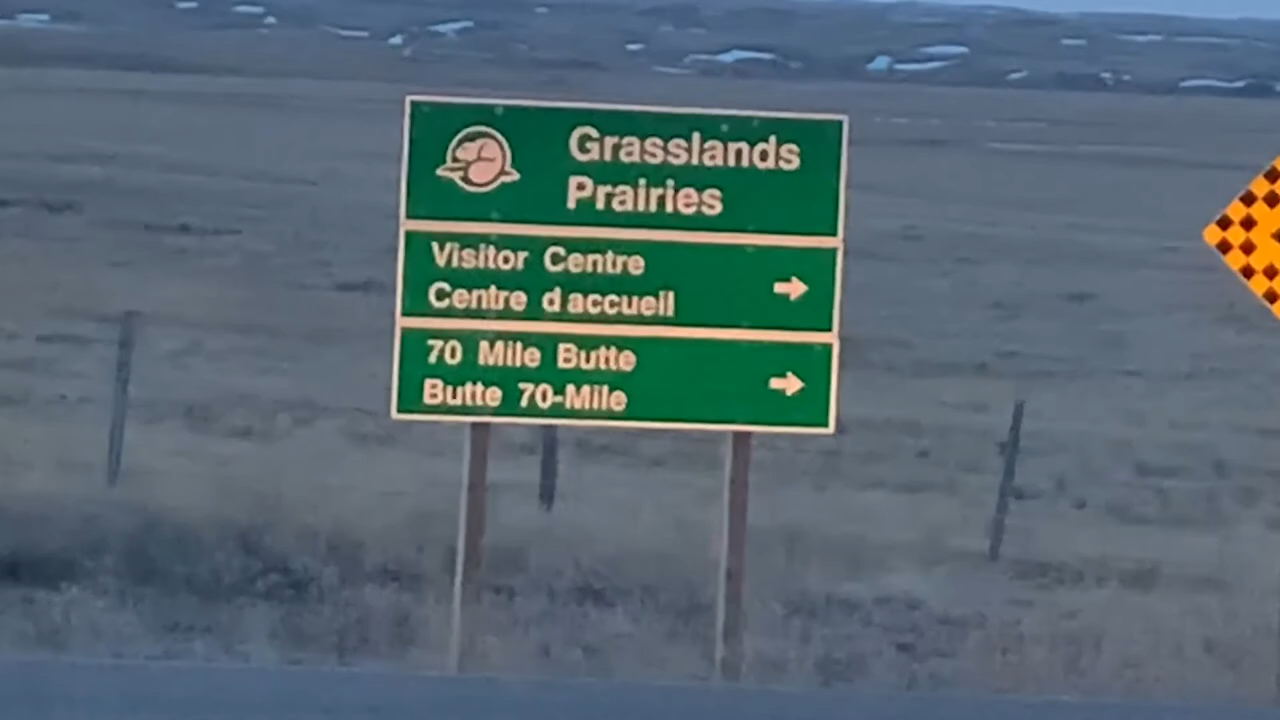 Grasslands
Prairies
Visitor Centre
Centre d'accueil
70 Mile Butte
Butte 70-Mile